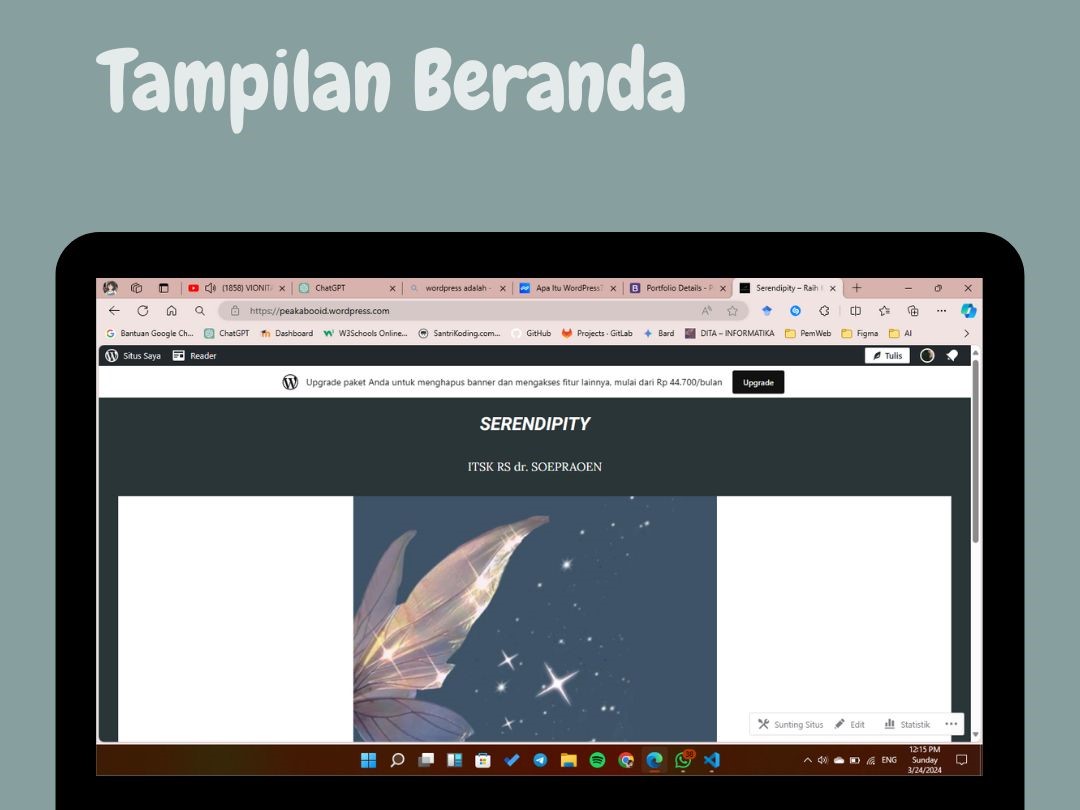 Tampilan Beranda
(1858) VIONIT
ChatGPT
wordpress adalah -
Apa Itu WordPress?
Portfolio Details - P
Serendipity – Raih
https://peakabooid.wordpress.com
Bantuan Google Ch...
ChatGPT
Dashboard
W3Schools Online...
SantriKoding.com...
GitHub
Projects · GitLab
Bard
DITA – INFORMATIKA
PemWeb
Figma
AI
Situs Saya
Reader
Tulis
Upgrade paket Anda untuk menghapus banner dan mengakses fitur lainnya, mulai dari Rp 44.700/bulan
Upgrade
SERENDIPITY
ITSK RS dr. SOEPRAOEN
Sunting Situs
Edit
Statistik
ENG
12:15 PM
Sunday
3/24/2024